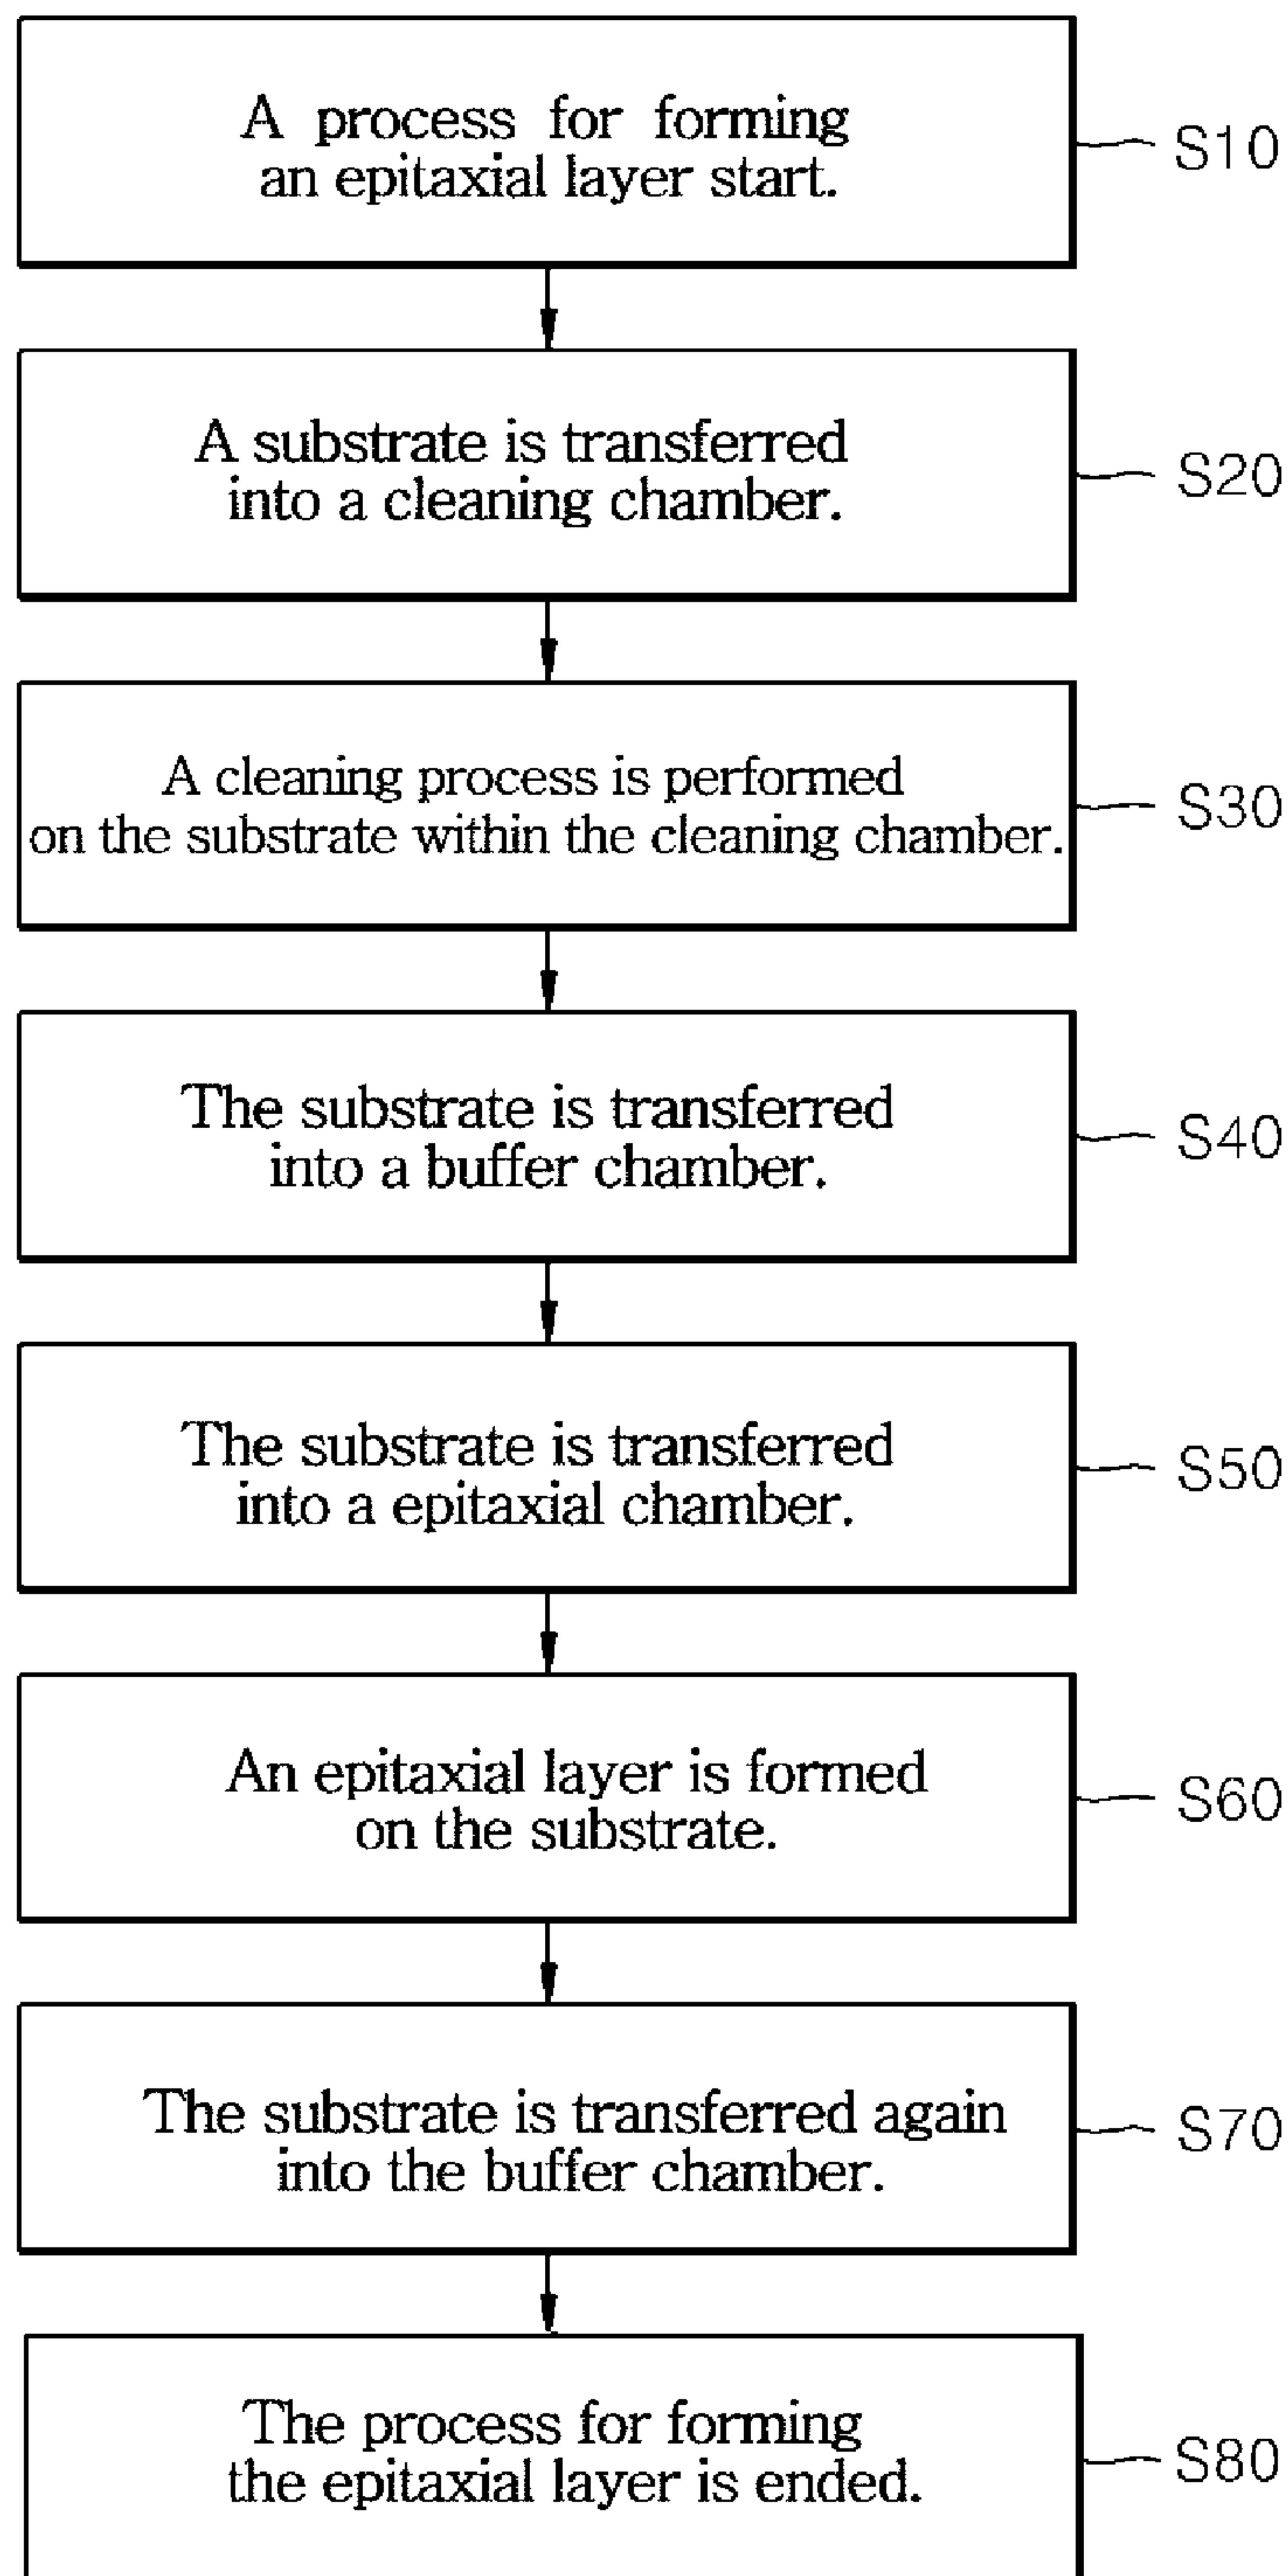 A process for forming
an epitaxial layer start.
S10
A substrate is transferred
into a cleaning chamber.
S20
A cleaning process is performed
on the substrate within the cleaning chamber.
S30
The substrate is transferred
into a buffer chamber.
S40
The substrate is transferred
into a epitaxial chamber.
S50
An epitaxial layer is formed
on the substrate.
S60
The substrate is transferred again
into the buffer chamber.
S70
The process for forming
the epitaxial layer is ended.
S80